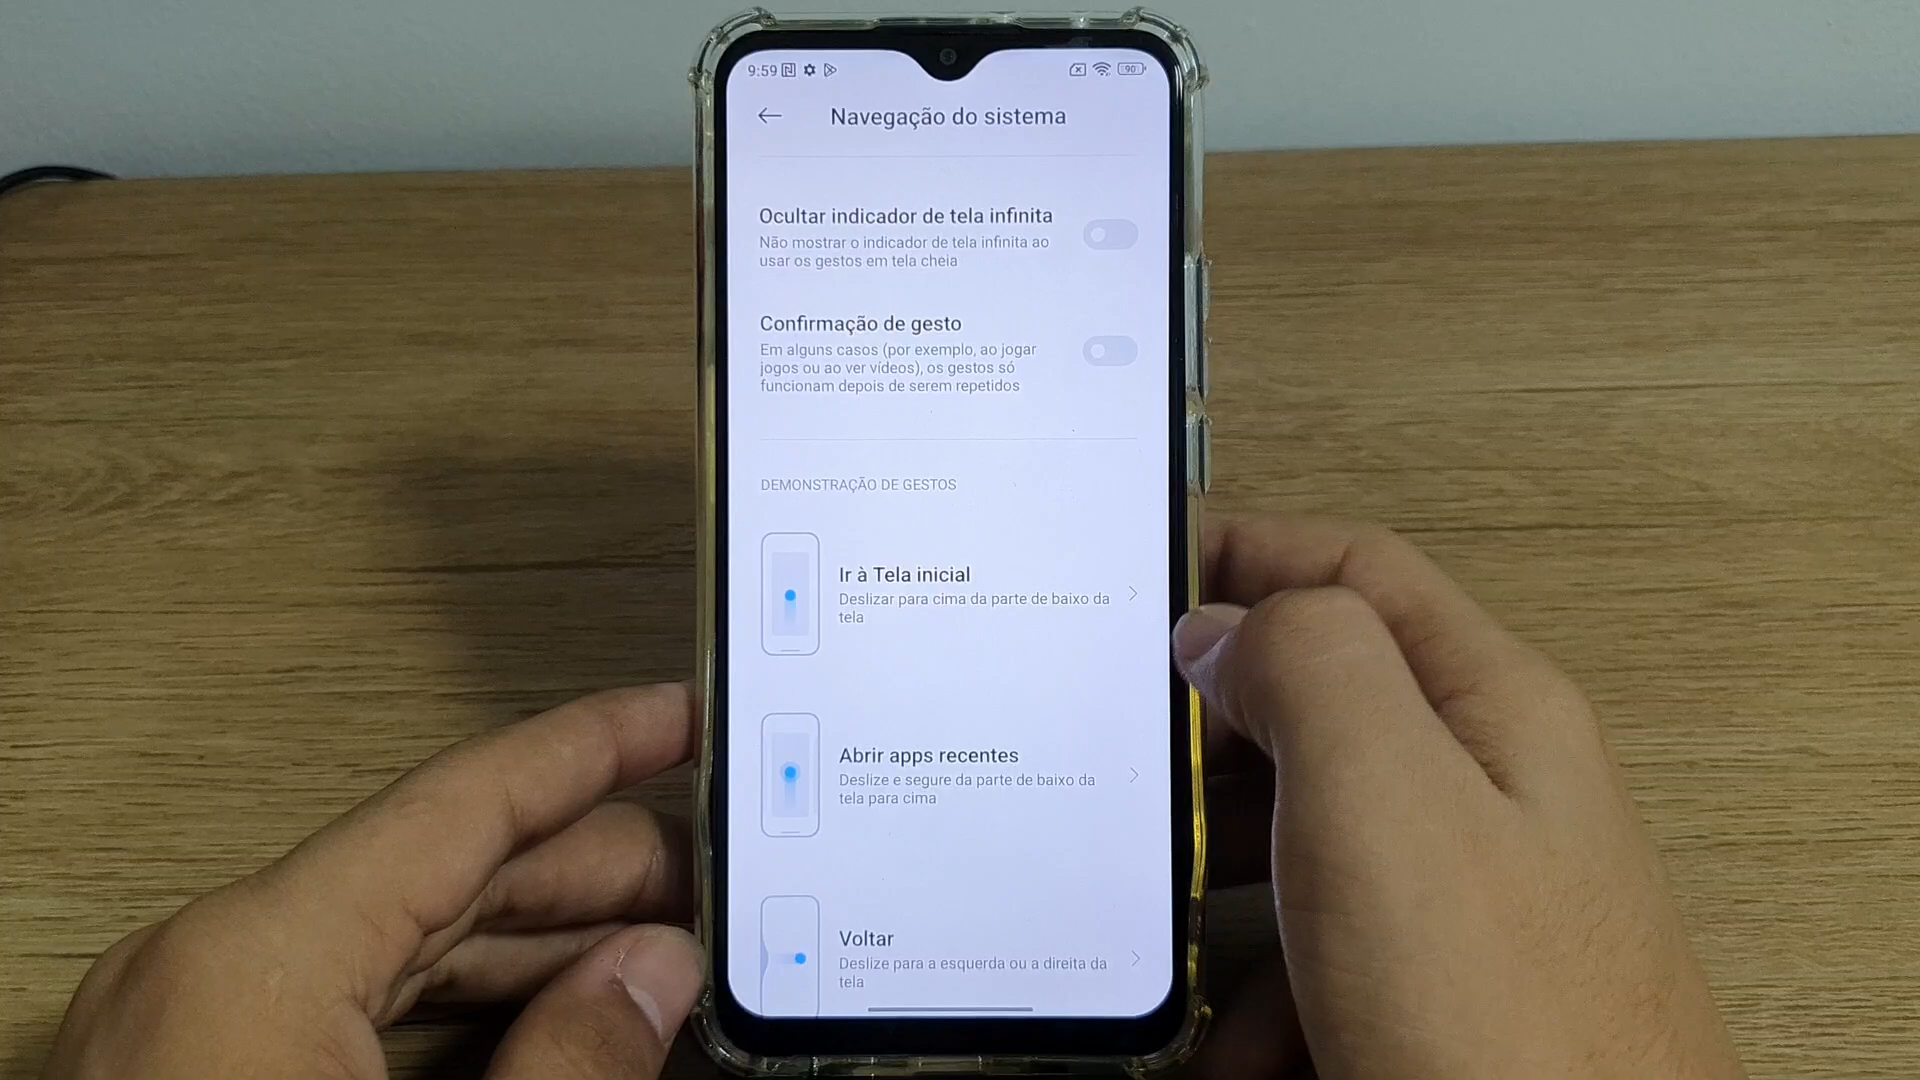 9:59
90
Navegação do sistema
Ocultar indicador de tela infinita
Não mostrar o indicador de tela infinita ao
usar os gestos em tela cheia
Confirmação de gesto
Em alguns casos (por exemplo, ao jogar
jogos ou ao ver vídeos), os gestos só
funcionam depois de serem repetidos
DEMONSTRAÇÃO DE GESTOS
Ir à Tela inicial
Deslizar para cima da parte de baixo da
tela
Abrir apps recentes
Deslize e segure da parte de baixo da
tela para cima
Voltar
Deslize para a esquerda ou a direita da
tela